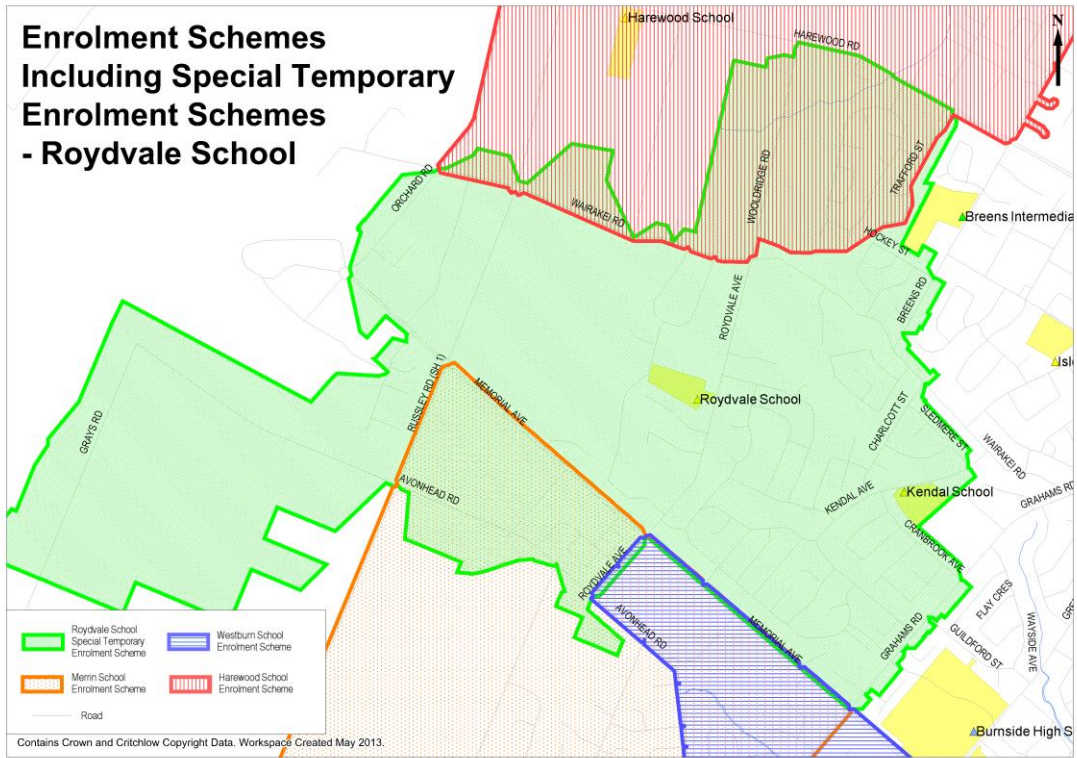 Enrolment Schemes
Including Special Temporary
Enrolment Schemes
- Roydvale School
Harewood School
HAREWOOD RD
N
ORCHARD RD
WAIRAKEI RD
WOOLDRIDGE RD
TRAFFORD ST
Breens Intermedia
HOCKEY ST
BREENS RD
ROYDVALE AVE
Isl
RUSSLEY RD (SH 1)
MEMORIAL AVE
Roydvale School
CHARLCOTT ST
SLEDMERE ST
WAIRAKEI RD
GRAYS RD
AVONHEAD RD
KENDAL AVE
Kendal School
GRAHAMS RD
CRANBROOK AVE
ROYDVALE AVE
AVONHEAD RD
MEMORIAL AVE
GRAHAMS RD
FLAY CRES
GUILDFORD ST
WAYSIDE AVE
GRE
Burnside High S
Roydvale School
Special Temporary
Enrolment Scheme
Westburn School
Enrolment Scheme
Merrin School
Enrolment Scheme
Harewood School
Enrolment Scheme
Road
Contains Crown and Critchlow Copyright Data. Workspace Created May 2013.